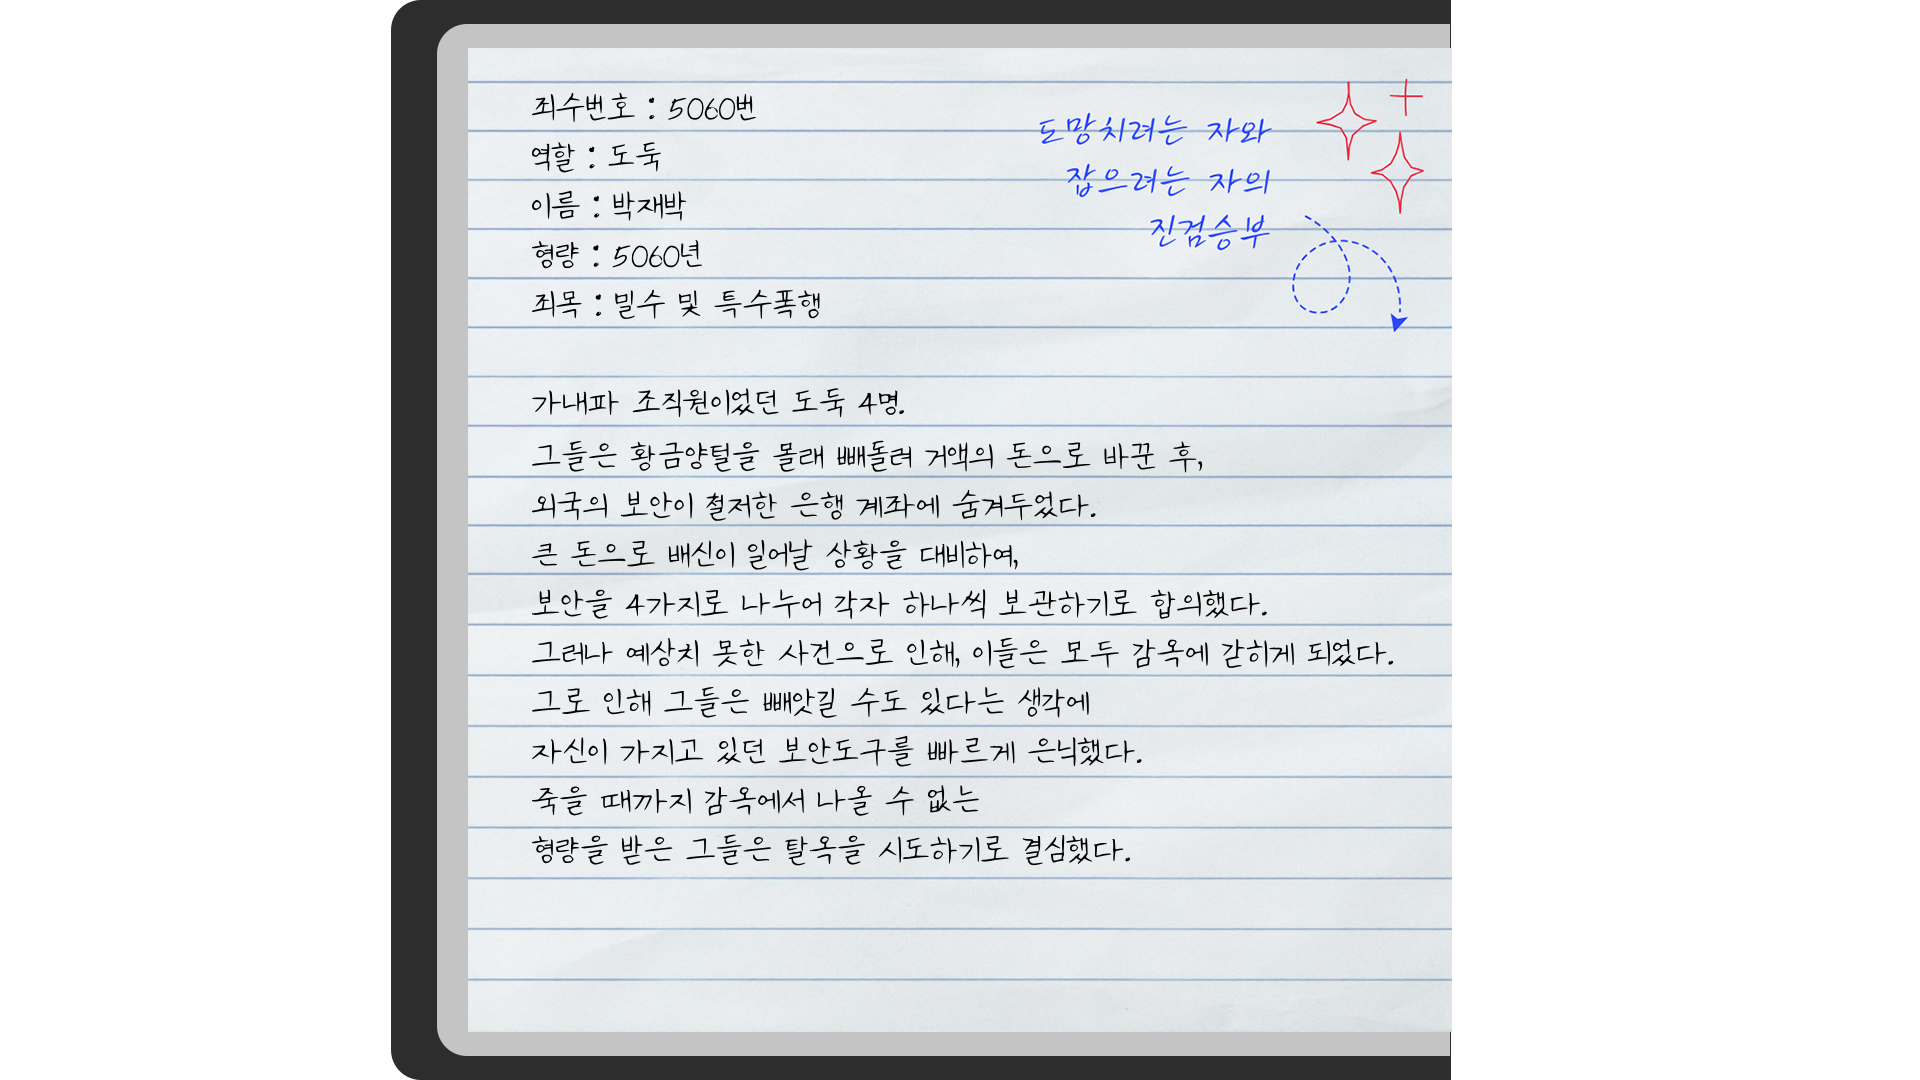 죄수번호 : 5060번
역할 : 도둑
이름 : 박재박
형량 : 5060년
죄목 : 밀수 및 특수폭행
도망치려는 자와
잡으려는 자의
진검승부
가내파 조직원이었던 도둑 4명.
그들은 황금양털을 몰래 빼돌려 거액의 돈으로 바꾼 후,
외국의 보안이 철저한 은행 계좌에 숨겨두었다.
큰 돈으로 배신이 일어날 상황을 대비하여,
보안을 4가지로 나누어 각자 하나씩 보관하기로 합의했다.
그러나 예상치 못한 사건으로 인해, 이들은 모두 감옥에 갇히게 되었다.
그로 인해 그들은 빼앗길 수도 있다는 생각에
자신이 가지고 있던 보안도구를 빠르게 은닉했다.
죽을 때까지 감옥에서 나올 수 없는
형량을 받은 그들은 탈옥을 시도하기로 결심했다.